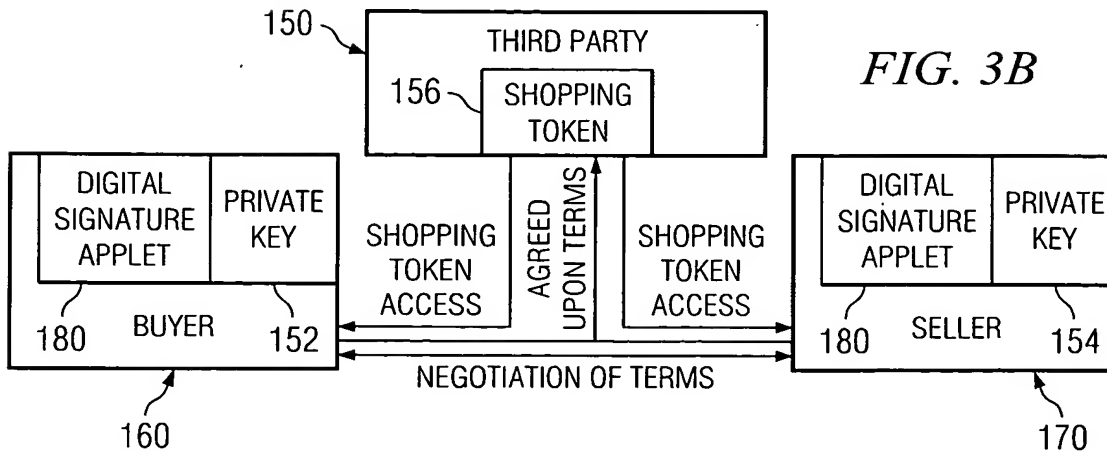 150
THIRD PARTY
FIG. 3B
156
SHOPPING
TOKEN
DIGITAL
SIGNATURE
APPLET
PRIVATE
KEY
SHOPPING
TOKEN
ACCESS
AGREED
UPON TERMS
SHOPPING
TOKEN
ACCESS
DIGITAL
SIGNATURE
APPLET
PRIVATE
KEY
180
BUYER
152
180
SELLER
154
NEGOTIATION OF TERMS
160
170